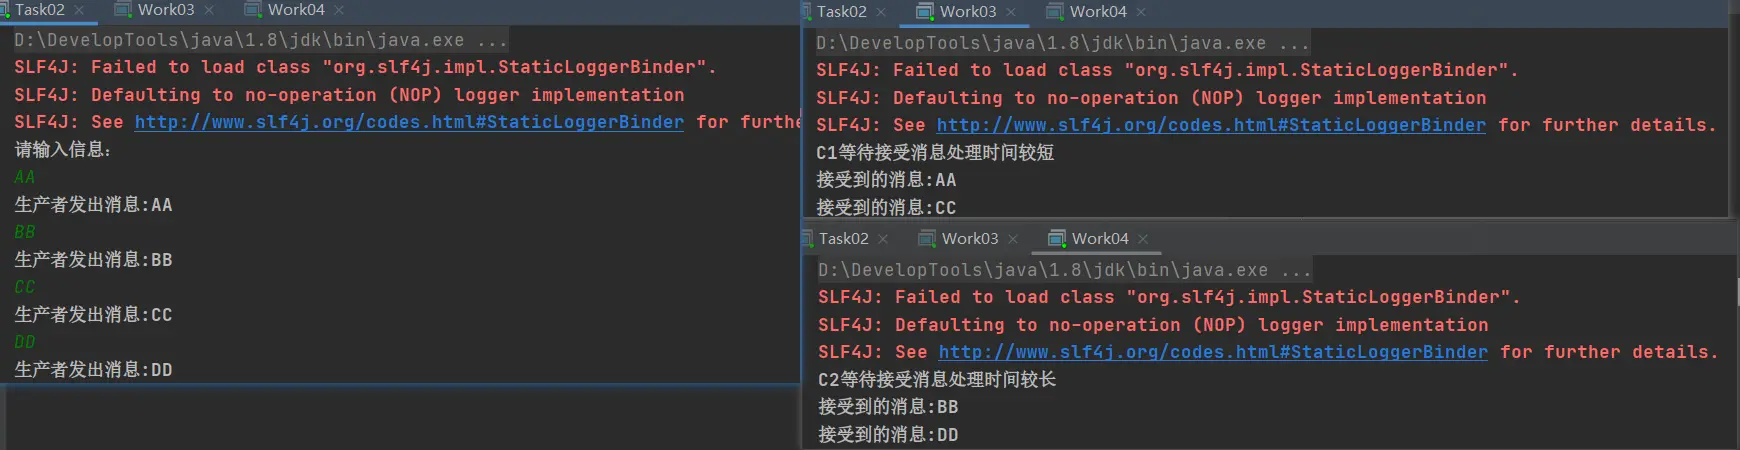 Task02 × Work03 × Work04 ×
D:\DevelopTools\java\1.8\jdk\bin\java.exe ...
SLF4J: Failed to load class "org.slf4j.impl.StaticLoggerBinder".
SLF4J: Defaulting to no-operation (NOP) logger implementation
SLF4J: See http://www.slf4j.org/codes.html#StaticLoggerBinder for furthe
请输入信息:
AA
生产者发出消息:AA
BB
生产者发出消息:BB
CC
生产者发出消息:CC
DD
生产者发出消息:DD
Task02 × Work03 × Work04 ×
D:\DevelopTools\java\1.8\jdk\bin\java.exe ...
SLF4J: Failed to load class "org.slf4j.impl.StaticLoggerBinder".
SLF4J: Defaulting to no-operation (NOP) logger implementation
SLF4J: See http://www.slf4j.org/codes.html#StaticLoggerBinder for further details.
C1等待接受消息处理时间较短
接受到的消息:AA
接受到的消息:CC
Task02 × Work03 × Work04 ×
D:\DevelopTools\java\1.8\jdk\bin\java.exe ...
SLF4J: Failed to load class "org.slf4j.impl.StaticLoggerBinder".
SLF4J: Defaulting to no-operation (NOP) logger implementation
SLF4J: See http://www.slf4j.org/codes.html#StaticLoggerBinder for further details.
C2等待接受消息处理时间较长
接受到的消息:BB
接受到的消息:DD